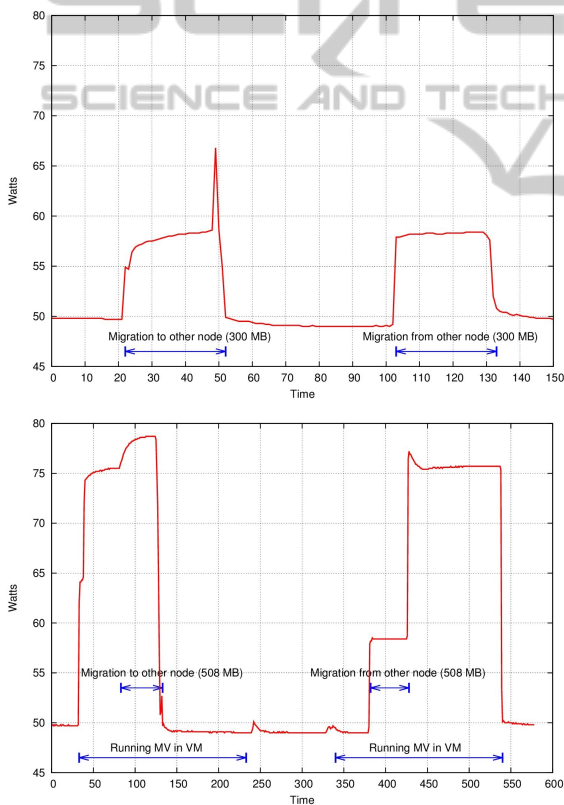 SCIENCE AND TECH
80
75
70
65
60
55
50
45
Watts
Migration to other node (300 MB)
Migration from other node (300 MB)
0 10 20 30 40 50 60 70 80 90 100 110 120 130 140 150
Time
80
75
70
65
60
55
50
45
Watts
Migration to other node (508 MB)
Migration from other node (508 MB)
Running MV in VM
Running MV in VM
0 50 100 150 200 250 300 350 400 450 500 550 600
Time